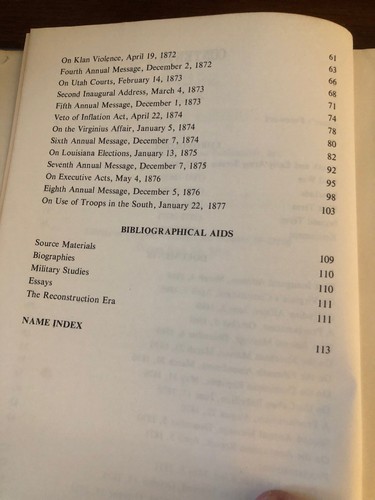 On Klan Violence, April 19, 1872 61
Fourth Annual Message, December 2, 1872 63
On Utah Courts, February 14, 1873 66
Second Inaugural Address, March 4, 1873 68
Fifth Annual Message, December 1, 1873 71
Veto of Inflation Act, April 22, 1874 74
On the Virginius Affair, January 5, 1874 78
Sixth Annual Message, December 7, 1874 80
On Louisiana Elections, January 13, 1875 82
Seventh Annual Message, December 7, 1875 92
On Executive Acts, May 4, 1876 95
Eighth Annual Message, December 5, 1876 98
On Use of Troops in the South, January 22, 1877 103
BIBLIOGRAPHICAL AIDS
Source Materials 109
Biographies 110
Military Studies 110
Essays 111
The Reconstruction Era 111
NAME INDEX 113